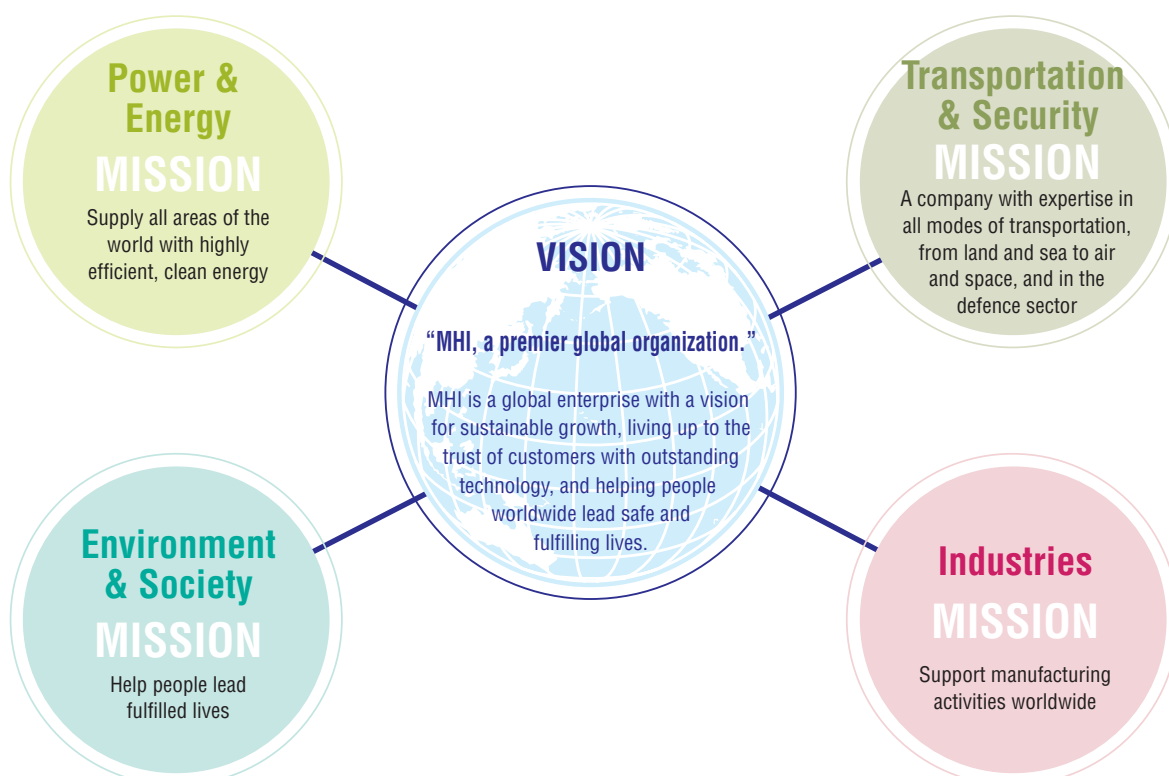 Power &
Energy
MISSION
Supply all areas of the
world with highly
efficient, clean energy
Transportation
& Security
MISSION
A company with expertise in
all modes of transportation,
from land and sea to air
and space, and in the
defence sector
VISION
“MHI, a premier global organization.”
MHI is a global enterprise with a vision
for sustainable growth, living up to the
trust of customers with outstanding
technology, and helping people
worldwide lead safe and
fulfilling lives.
Environment
& Society
MISSION
Help people lead
fulfilled lives
Industries
MISSION
Support manufacturing
activities worldwide